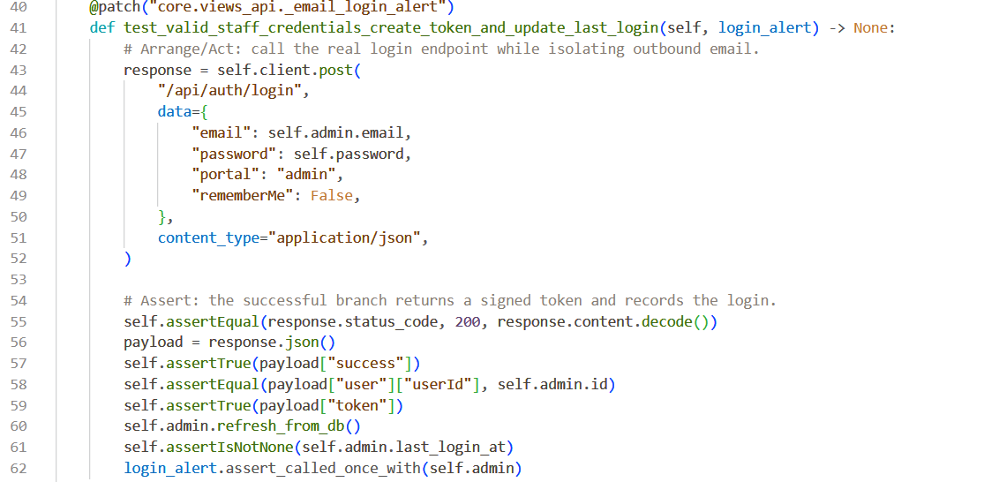 40 @patch("core.views_api._email_login_alert")
41 def test_valid_staff_credentials_create_token_and_update_last_login(self, login_alert) -> None:
42 # Arrange/Act: call the real login endpoint while isolating outbound email.
43 response = self.client.post(
44 "/api/auth/login",
45 data={
46 "email": self.admin.email,
47 "password": self.password,
48 "portal": "admin",
49 "rememberMe": False,
50 },
51 content_type="application/json",
52 )
53
54 # Assert: the successful branch returns a signed token and records the login.
55 self.assertEqual(response.status_code, 200, response.content.decode())
56 payload = response.json()
57 self.assertTrue(payload["success"])
58 self.assertEqual(payload["user"]["userId"], self.admin.id)
59 self.assertTrue(payload["token"])
60 self.admin.refresh_from_db()
61 self.assertIsNotNone(self.admin.last_login_at)
62 login_alert.assert_called_once_with(self.admin)